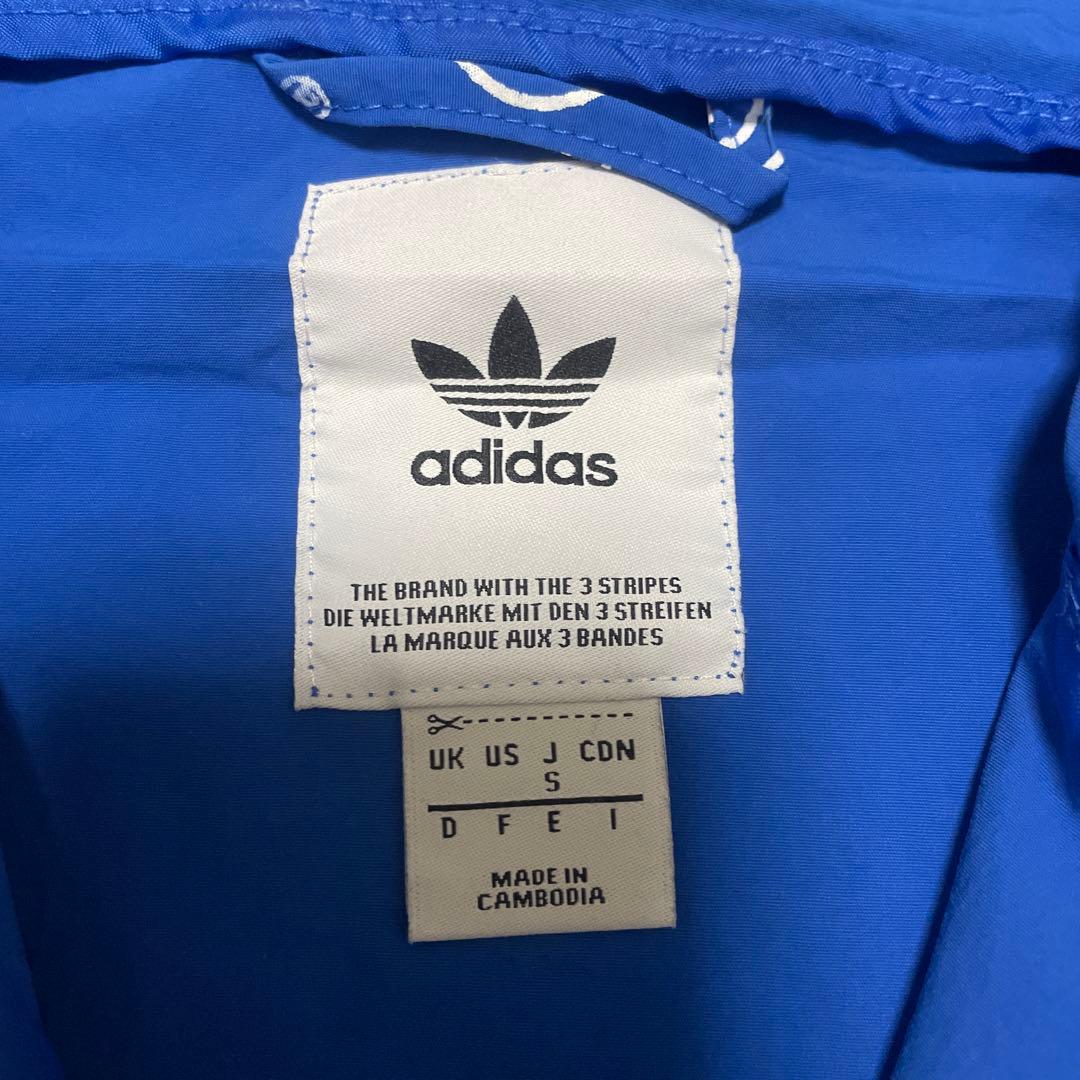 adidas
THE BRAND WITH THE 3 STRIPES
DIE WELTMARKE MIT DEN 3 STREIFEN
LA MARQUE AUX 3 BANDES
UK US J CDN
S
D F E I
MADE IN
CAMBODIA